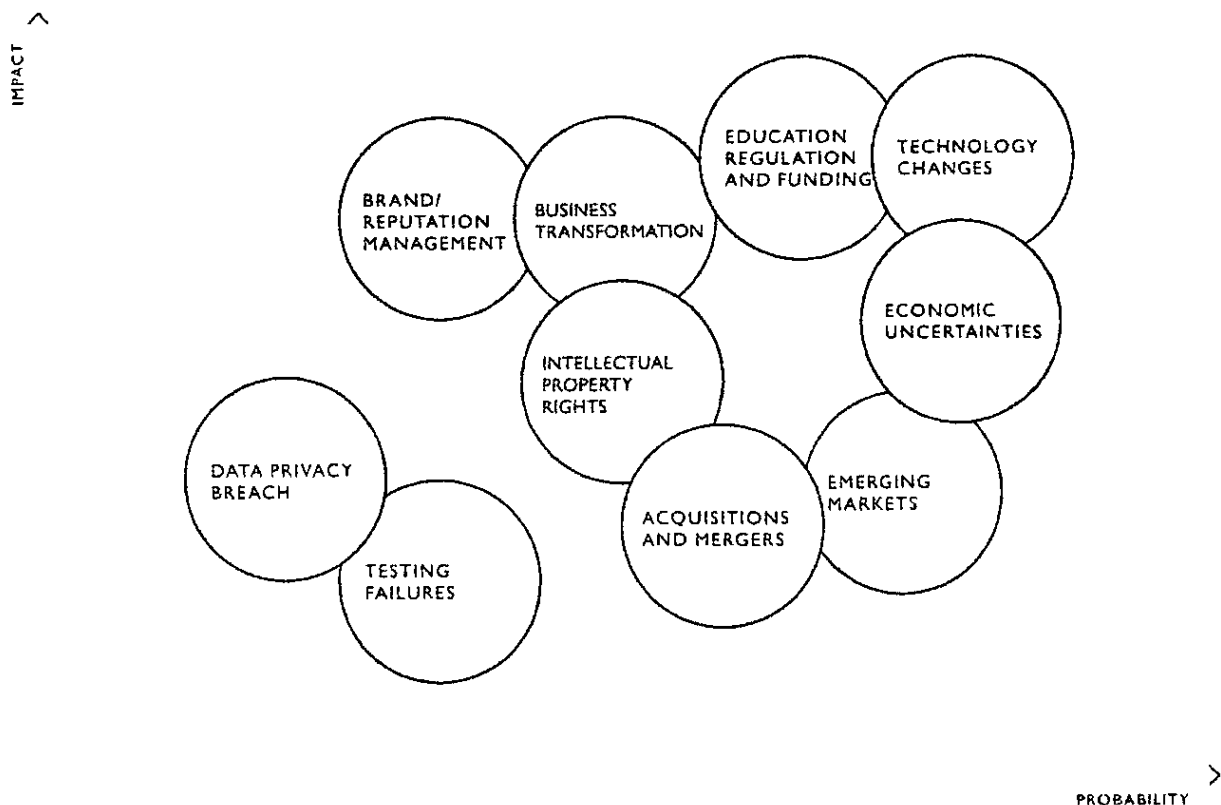 IMPACT
EDUCATION
REGULATION
AND FUNDING
TECHNOLOGY
CHANGES
BRAND/
REPUTATION
MANAGEMENT
BUSINESS
TRANSFORMATION
ECONOMIC
UNCERTAINTIES
INTELLECTUAL
PROPERTY
RIGHTS
DATA PRIVACY
BREACH
EMERGING
MARKETS
ACQUISITIONS
AND MERGERS
TESTING
FAILURES
PROBABILITY